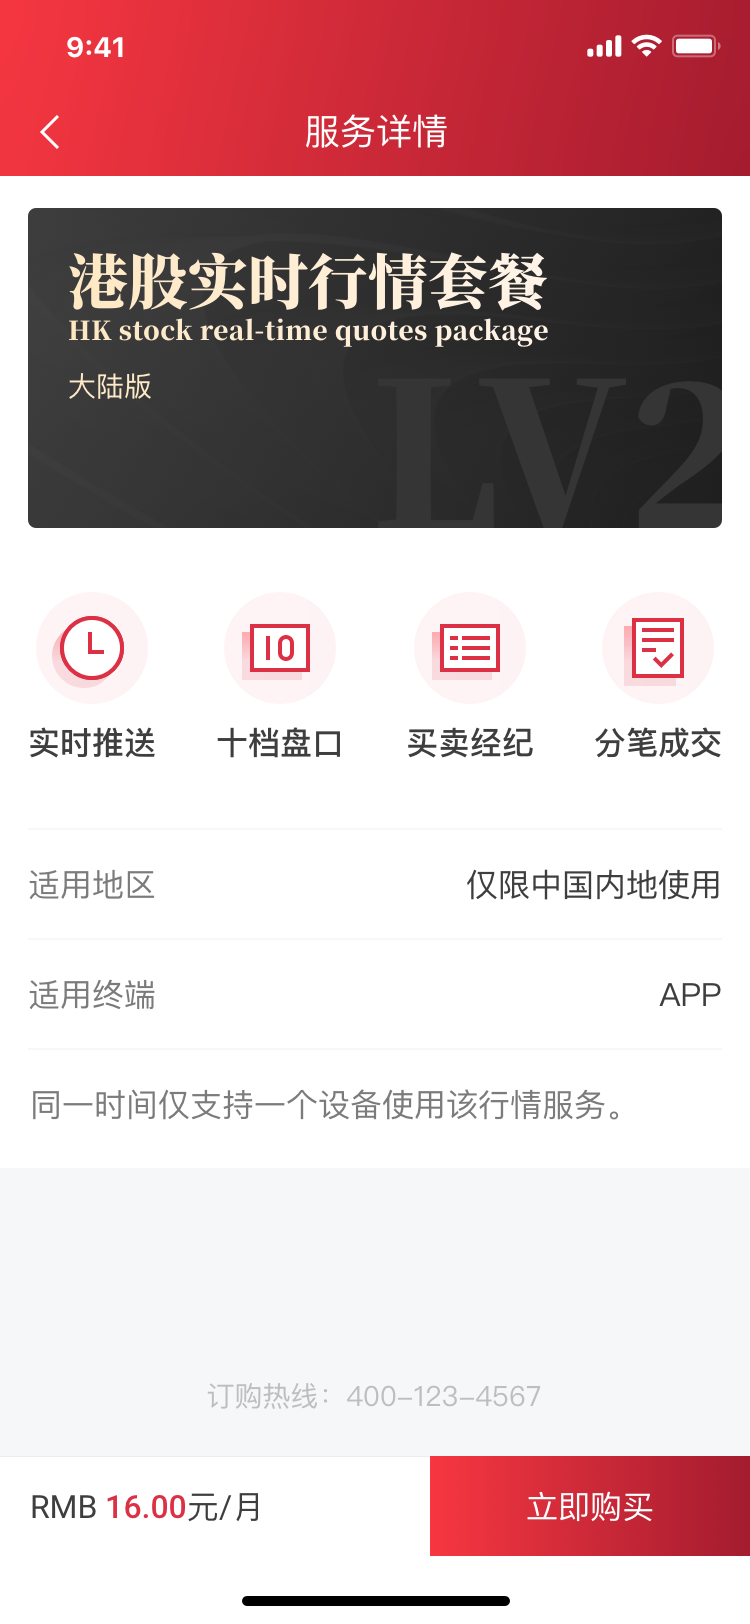 9:41
服务详情
港股实时行情套餐
HK stock real-time quotes package
大陆版
LV2
10
实时推送 十档盘口 买卖经纪 分笔成交
适用地区 仅限中国内地使用
适用终端 APP
同一时间仅支持一个设备使用该行情服务。
订购热线：400-123-4567
RMB 16.00元/月
立即购买